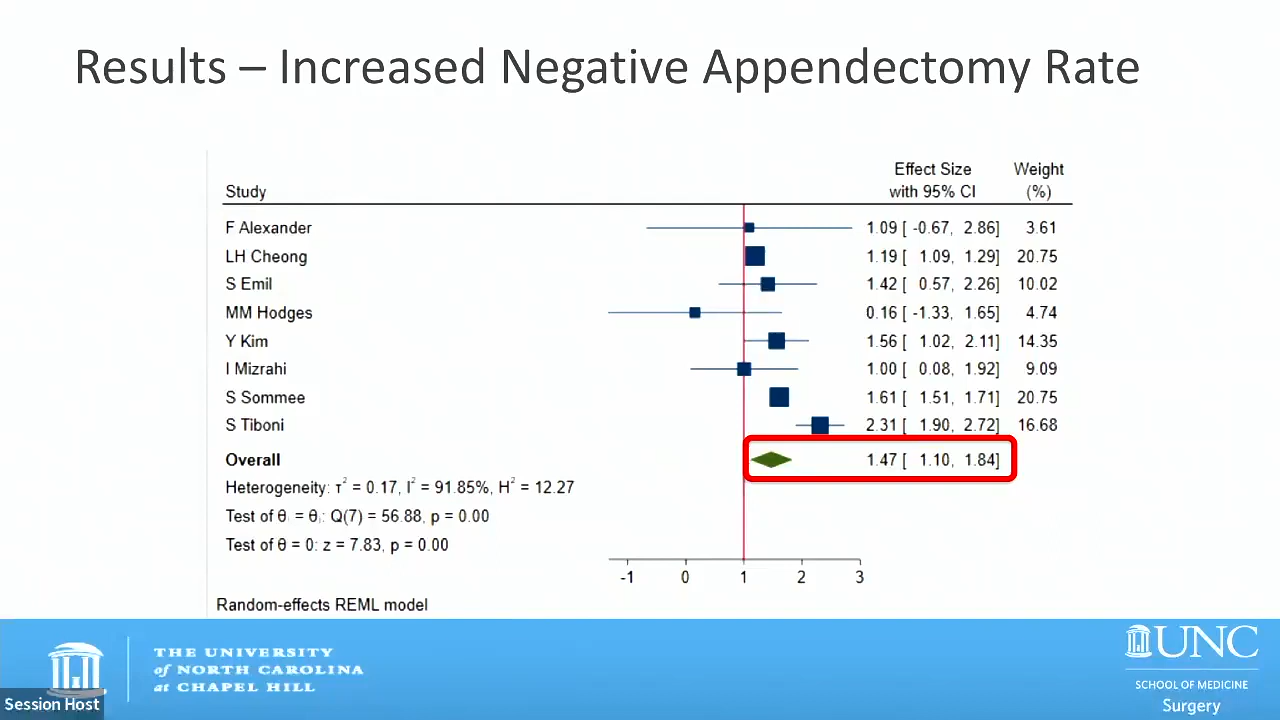 Results – Increased Negative Appendectomy Rate
Effect Size Weight
Study with 95% CI (%)
F Alexander 1.09 [ -0.67, 2.86] 3.61
LH Cheong 1.19 [ 1.09, 1.29] 20.75
S Emil 1.42 [ 0.57, 2.26] 10.02
MM Hodges 0.16 [ -1.33, 1.65] 4.74
Y Kim 1.56 [ 1.02, 2.11] 14.35
I Mizrahi 1.00 [ 0.08, 1.92] 9.09
S Sommee 1.61 [ 1.51, 1.71] 20.75
S Tiboni 2.31 [ 1.90, 2.72] 16.68
Overall 1.47 [ 1.10, 1.84]
Heterogeneity: τ² = 0.17, I² = 91.85%, H² = 12.27
Test of θᵢ = θⱼ: Q(7) = 56.88, p = 0.00
Test of θ = 0: z = 7.83, p = 0.00
-1 0 1 2 3
Random-effects REML model
THE UNIVERSITY
of NORTH CAROLINA
at CHAPEL HILL
UNC
SCHOOL OF MEDICINE
Surgery
Session Host